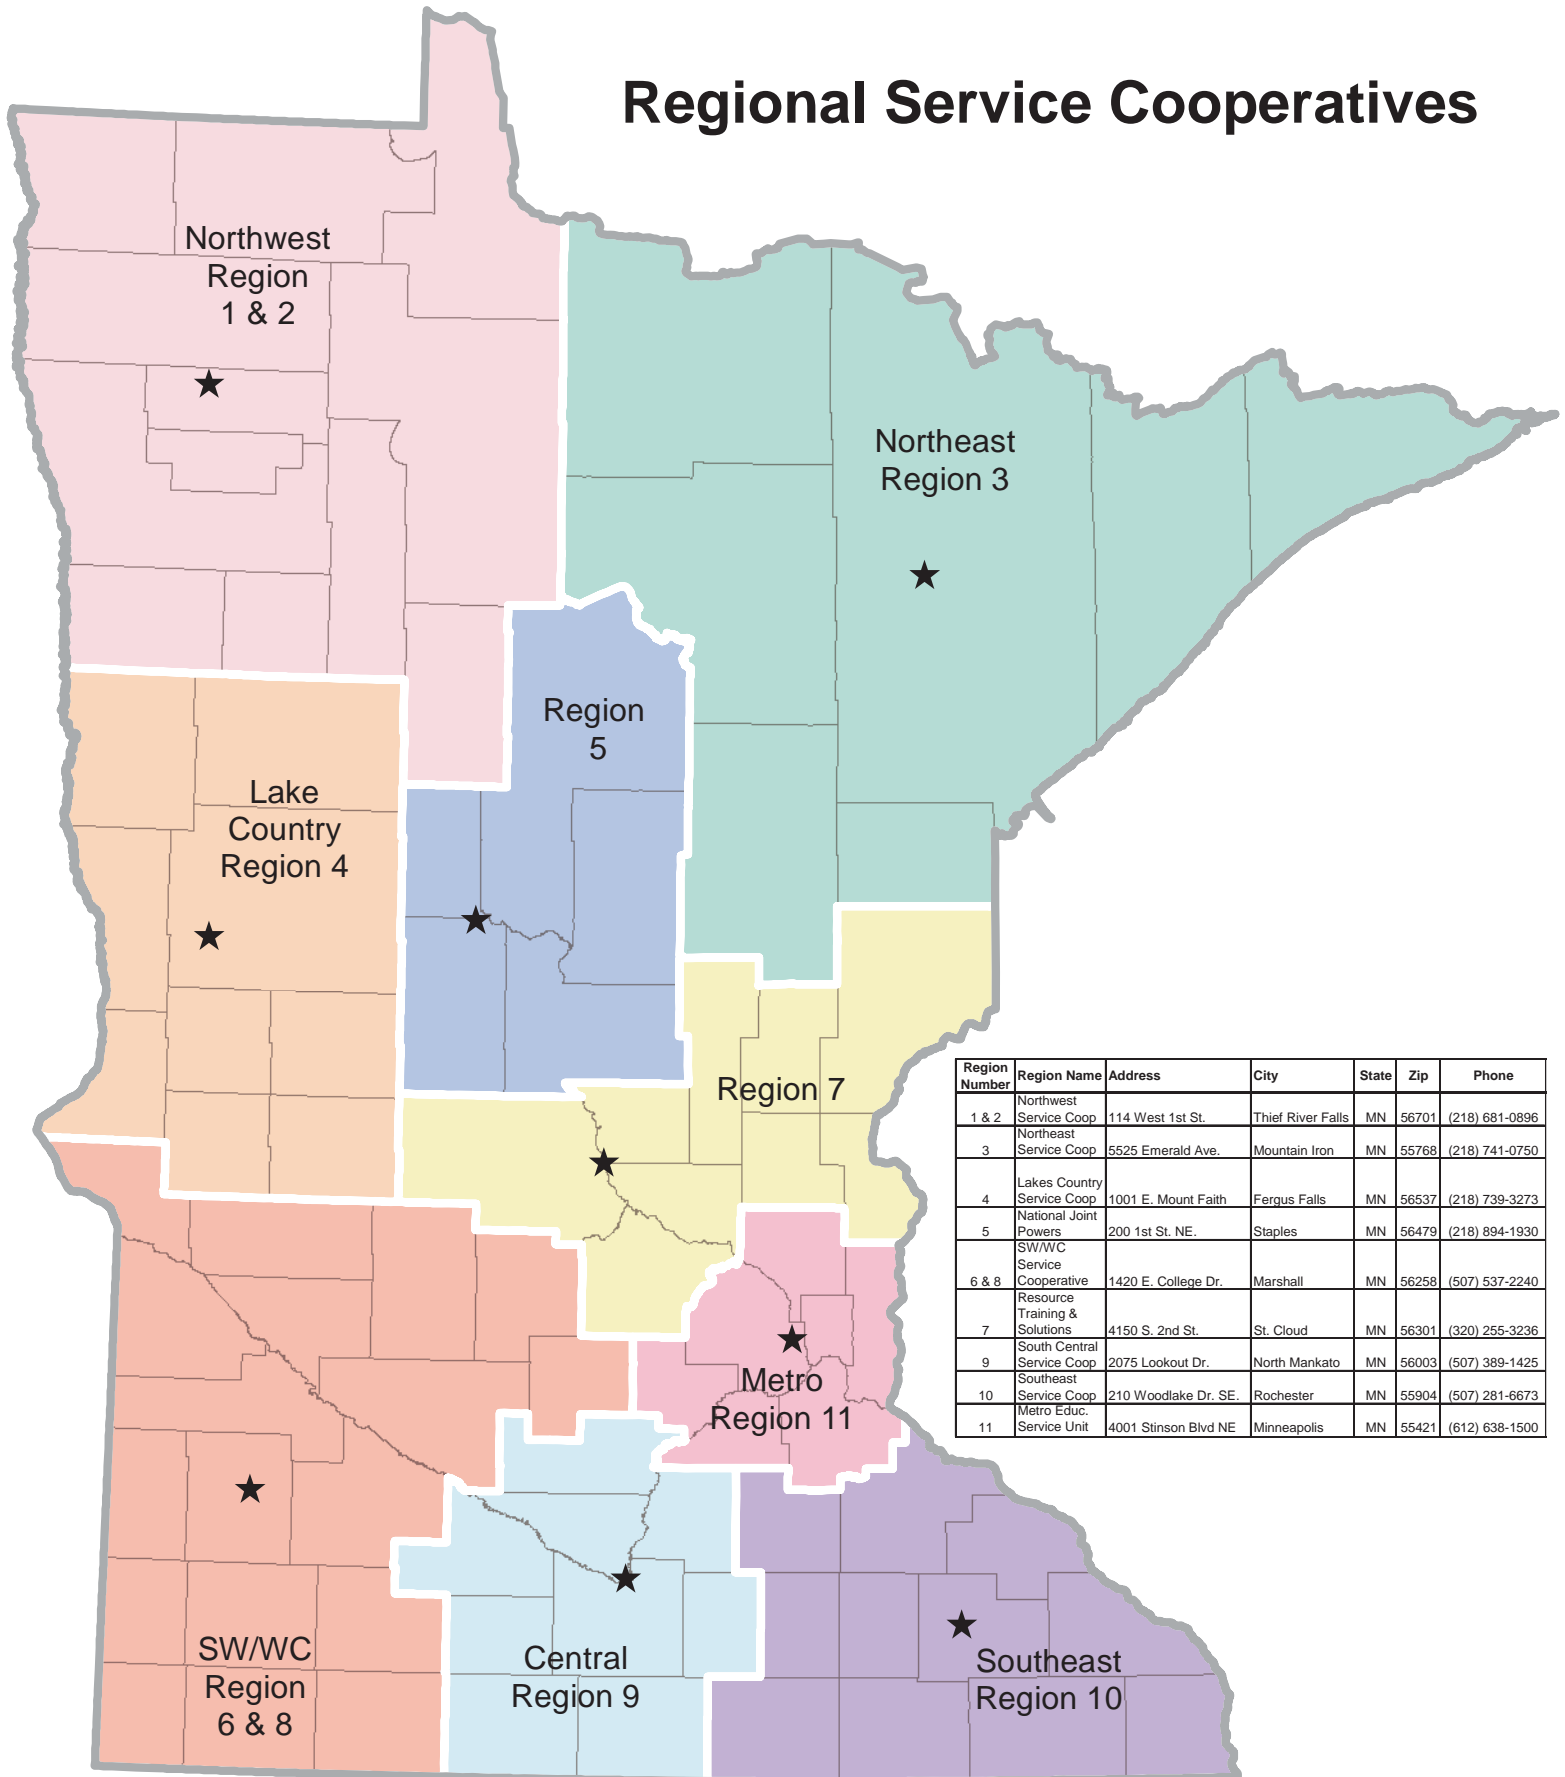 Regional Service Cooperatives
Northwest
Region
1 & 2
Northeast
Region 3
Region
5
Lake
Country
Region 4
Region 7
Metro
Region 11
SW/WC
Region
6 & 8
Central
Region 9
Southeast
Region 10
Region Number Region Name Address City State Zip Phone
1 & 2 Northwest Service Coop 114 West 1st St. Thief River Falls MN 56701 (218) 681-0896
3 Northeast Service Coop 5525 Emerald Ave. Mountain Iron MN 55768 (218) 741-0750
4 Lakes Country Service Coop 1001 E. Mount Faith Fergus Falls MN 56537 (218) 739-3273
5 National Joint Powers 200 1st St. NE. Staples MN 56479 (218) 894-1930
6 & 8 SW/WC Service Cooperative 1420 E. College Dr. Marshall MN 56258 (507) 537-2240
7 Resource Training & Solutions 4150 S. 2nd St. St. Cloud MN 56301 (320) 255-3236
9 South Central Service Coop 2075 Lookout Dr. North Mankato MN 56003 (507) 389-1425
10 Southeast Service Coop 210 Woodlake Dr. SE. Rochester MN 55904 (507) 281-6673
11 Metro Educ. Service Unit 4001 Stinson Blvd NE Minneapolis MN 55421 (612) 638-1500